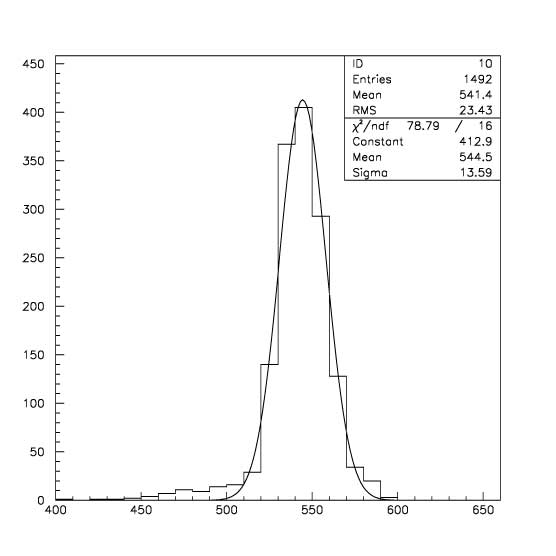 ID 10
Entries 1492
Mean 541.4
RMS 23.43
χ²/ndf 78.79 / 16
Constant 412.9
Mean 544.5
Sigma 13.59
450
400
350
300
250
200
150
100
50
0
400 450 500 550 600 650